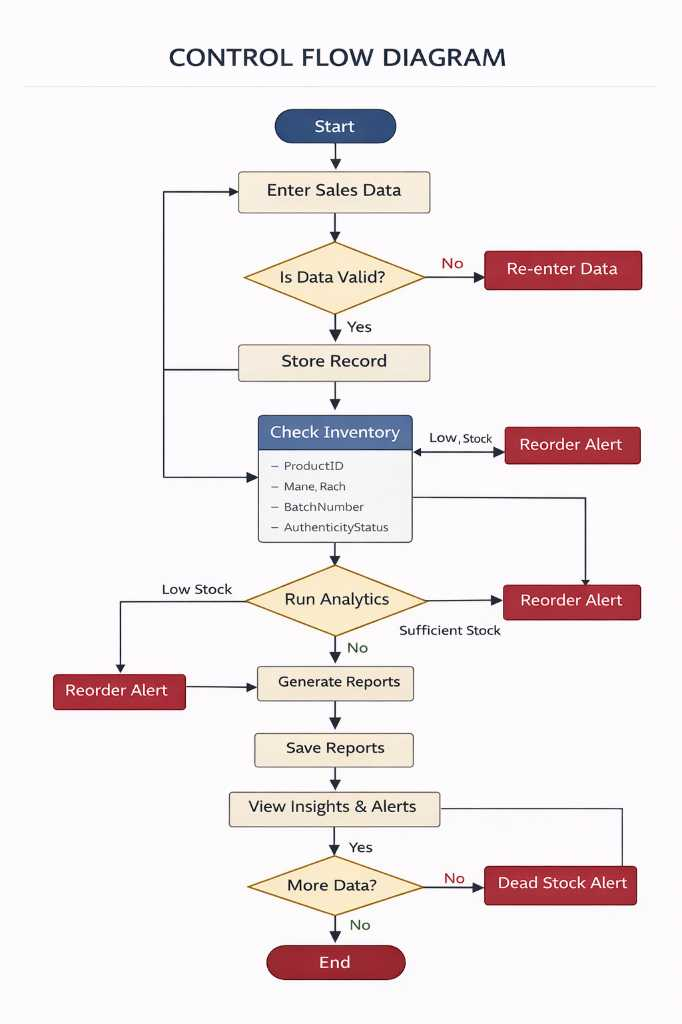 CONTROL FLOW DIAGRAM
Start
Enter Sales Data
Is Data Valid?
No
Re-enter Data
Yes
Store Record
Check Inventory
– ProductID
– Mane, Rach
– BatchNumber
– AuthenticityStatus
Low, Stock
Reorder Alert
Low Stock
Run Analytics
Reorder Alert
Sufficient Stock
No
Reorder Alert
Generate Reports
Save Reports
View Insights & Alerts
Yes
More Data?
No
Dead Stock Alert
No
End